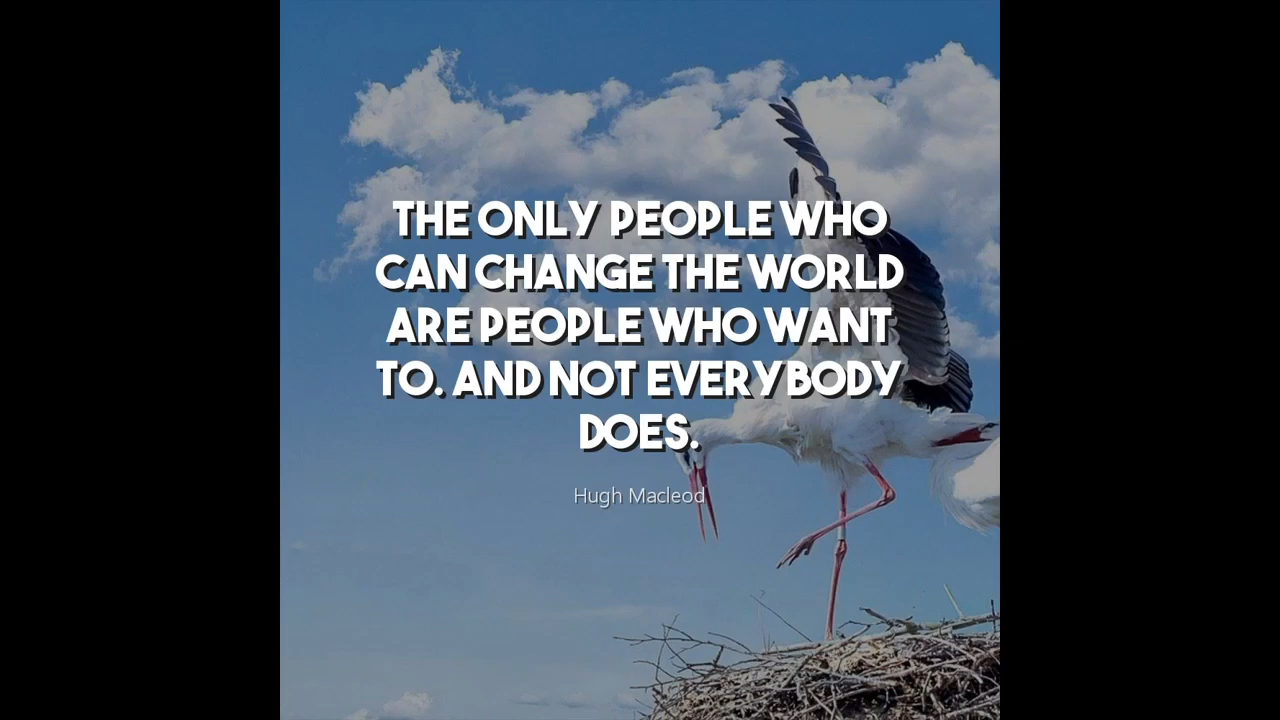 THE ONLY PEOPLE WHO
CAN CHANGE THE WORLD
ARE PEOPLE WHO WANT
TO. AND NOT EVERYBODY
DOES.
Hugh Macleod